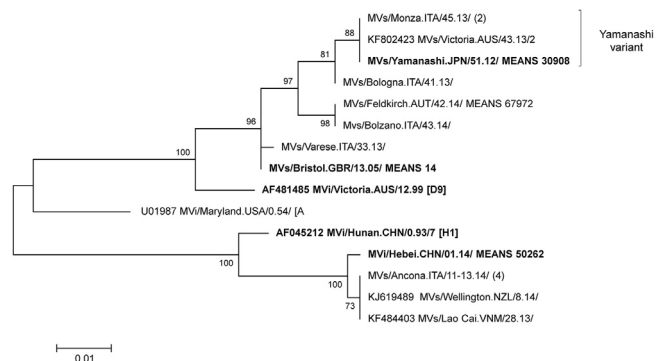 MVs/Monza.ITA/45.13/ (2)
88
KF802423 MVs/Victoria.AUS/43.13/2
Yamanashi
variant
81
MVs/Yamanashi.JPN/51.12/ MEANS 30908
97
MVs/Bologna.ITA/41.13/
MVs/Feldkirch.AUT/42.14/ MEANS 67972
96
98
Mvs/Bolzano.ITA/43.14/
MVs/Varese.ITA/33.13/
100
MVs/Bristol.GBR/13.05/ MEANS 14
AF481485 MVi/Victoria.AUS/12.99 [D9]
U01987 MVi/Maryland.USA/0.54/ [A
AF045212 MVi/Hunan.CHN/0.93/7 [H1]
100
MVi/Hebei.CHN/01.14/ MEANS 50262
100
MVs/Ancona.ITA/11-13.14/ (4)
KJ619489 MVs/Wellington.NZL/8.14/
73
KF484403 MVs/Lao Cai.VNM/28.13/
0.01